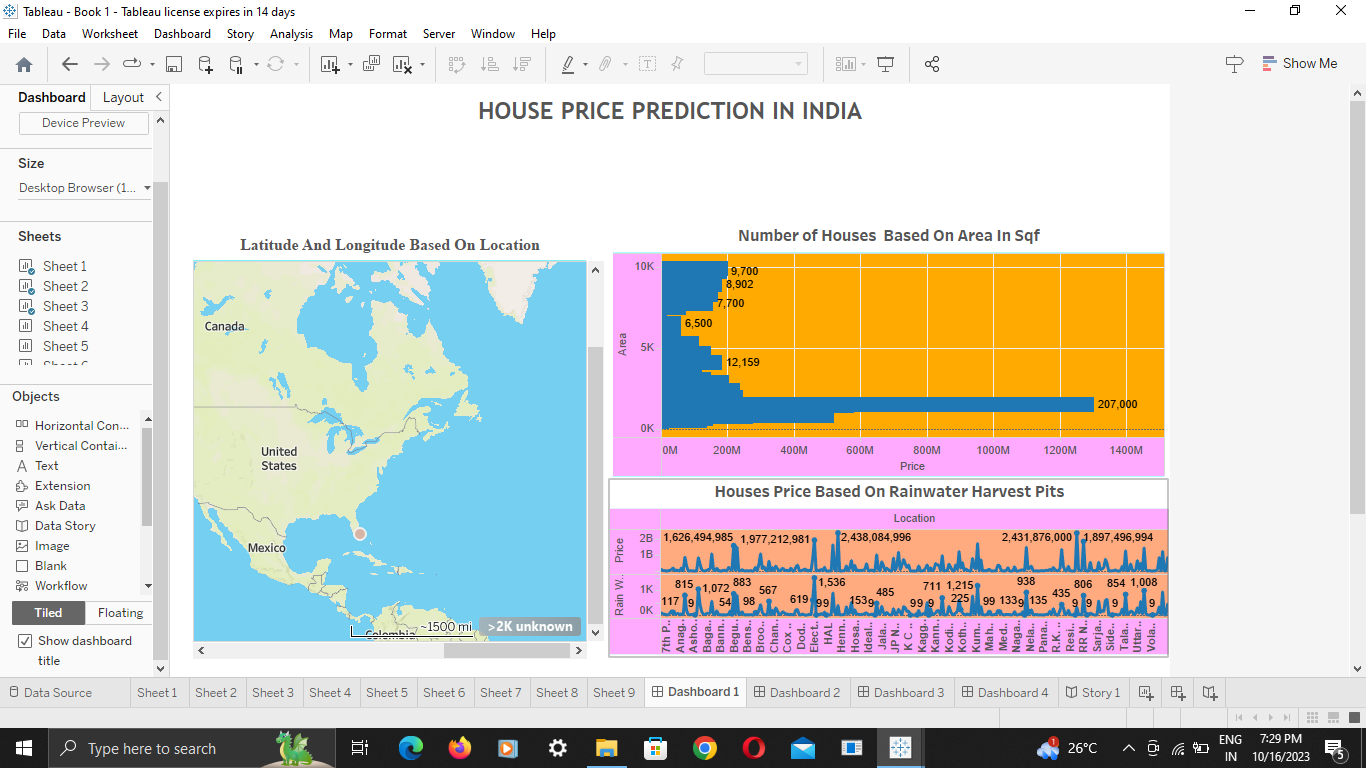 Tableau - Book 1 - Tableau license expires in 14 days
File Data Worksheet Dashboard Story Analysis Map Format Server Window Help
Show Me
Dashboard Layout
Device Preview
Size
Desktop Browser (1...
Sheets
Sheet 1
Sheet 2
Sheet 3
Sheet 4
Sheet 5
Objects
Horizontal Con...
Vertical Contai...
Text
Extension
Ask Data
Data Story
Image
Blank
Workflow
Tiled Floating
Show dashboard
title
HOUSE PRICE PREDICTION IN INDIA
Latitude And Longitude Based On Location
Canada
United
States
Mexico
Colombia
~1500 mi
>2K unknown
Number of Houses Based On Area In Sqf
Area
10K
5K
0K
9,700
8,902
7,700
6,500
12,159
207,000
0M 200M 400M 600M 800M 1000M 1200M 1400M
Price
Houses Price Based On Rainwater Harvest Pits
Location
Price
2B
1B
1,626,494,985 1,977,212,981 2,438,084,996 2,431,876,000 1,897,496,994
Rain W..
1K
0K
815 1,072 883 567 1,536 485 711 1,215 938 806 854 1,008
117 9 54 98 619 99 153 9 99 9 225 99 133 9 135 435 9 9 9
7th P.. Anag.. Asho.. Baga.. Bann.. Begu.. Bens.. Broo.. Chan.. Cox .. Dod.. Elect.. HAL Henn.. Hosa.. Ideal.. Jala.. JP N.. K C .. Kagg.. Kann.. Kodi.. Koth.. Kum.. Mah.. Med.. Naga.. Nela.. Pana.. R.K. .. Resi.. RR N.. Sarja.. Side.. Tala.. Uttar .. Vola..
Data Source Sheet 1 Sheet 2 Sheet 3 Sheet 4 Sheet 5 Sheet 6 Sheet 7 Sheet 8 Sheet 9 Dashboard 1 Dashboard 2 Dashboard 3 Dashboard 4 Story 1
Type here to search
1
26°C
ENG
IN
7:29 PM
10/16/2023
5